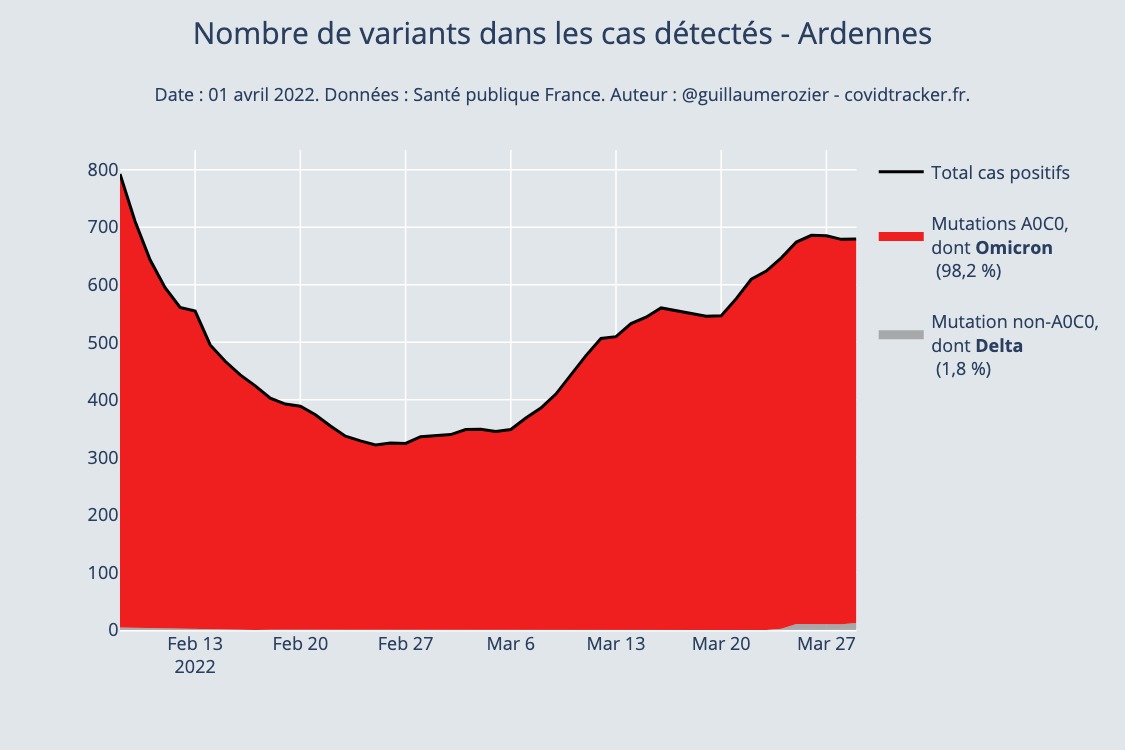 Nombre de variants dans les cas détectés - Ardennes
Date : 01 avril 2022. Données : Santé publique France. Auteur : @guillaumerozier - covidtracker.fr.
800
700
600
500
400
300
200
100
0
Feb 13
2022
Feb 20
Feb 27
Mar 6
Mar 13
Mar 20
Mar 27
Total cas positifs
Mutations A0C0,
dont Omicron
(98,2 %)
Mutation non-A0C0,
dont Delta
(1,8 %)